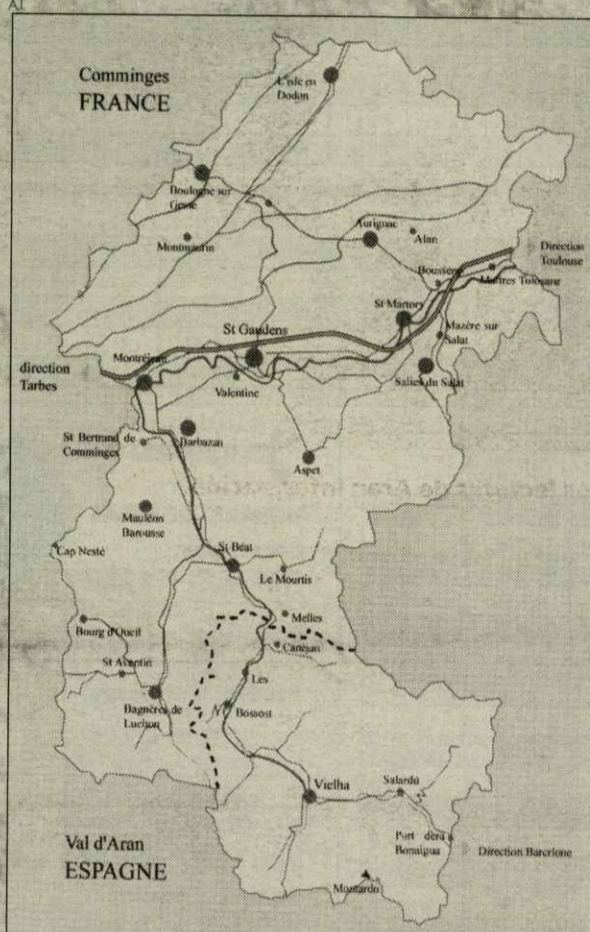 A.I.
Comminges
FRANCE
L'isle en
Dodon
Boulogne sur
Gesse
Montmaurin
Aurignac
Alan
Direction
Toulouse
Boussens
Martres Tolosane
St Martory
Mazère sur
Salat
St Gaudens
direction
Tarbes
Montréjeau
Valentine
Salies du Salat
St Bertrand de
Comminges
Barbazan
Aspet
Mauléon
Barousse
Cap Nesté
St Béat
Le Mourtis
Melles
Bourg d'Oueil
Canejan
St Aventin
Les
Bagnères de
Luchon
Bossost
Vielha
Salardú
Val d'Aran
ESPAGNE
Port dera
Bonaigua
Direction Barcelone
Montardo